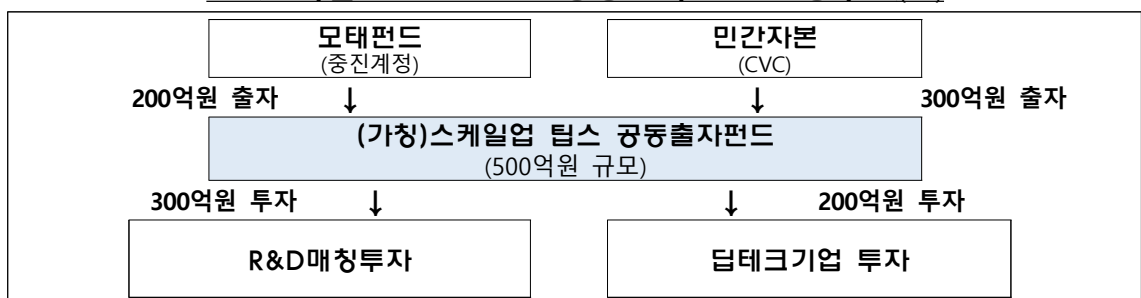 모태펀드
(중진계정)
민간자본
(CVC)
200억원 출자 ↓
↓ 300억원 출자
(가칭)스케일업 팁스 공동출자펀드
(500억원 규모)
300억원 투자 ↓
↓ 200억원 투자
R&D매칭투자
딥테크기업 투자